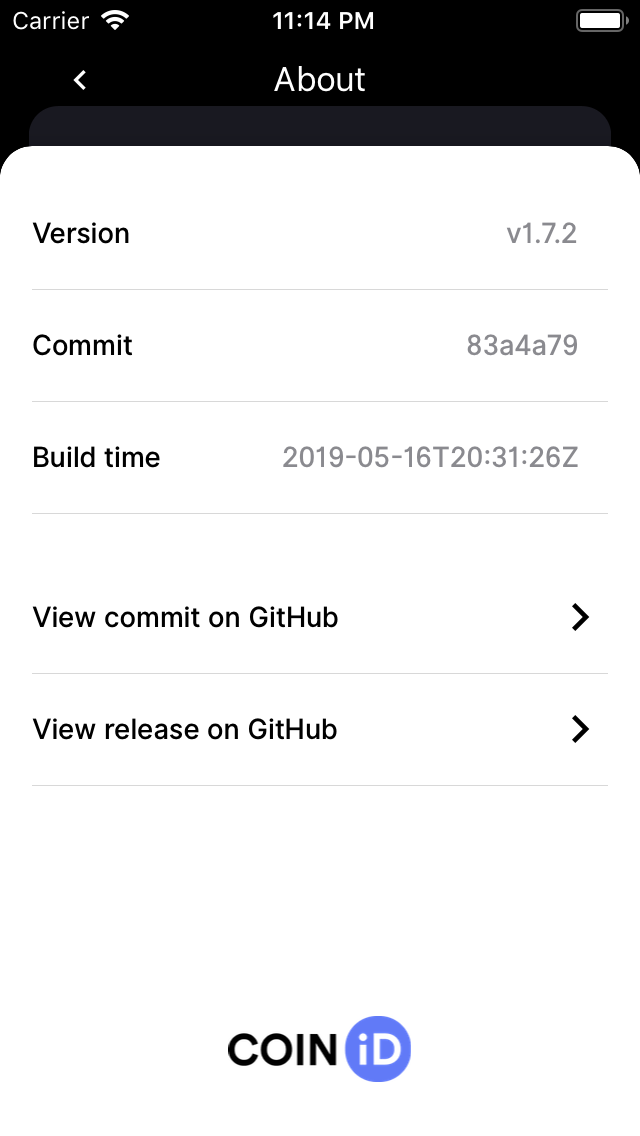 Carrier 11:14 PM
About
Version v1.7.2
Commit 83a4a79
Build time 2019-05-16T20:31:26Z
View commit on GitHub
View release on GitHub
COIN iD